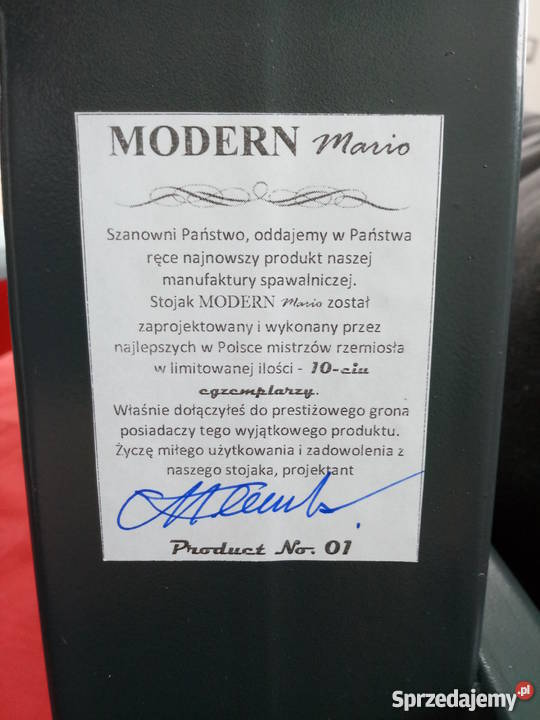 MODERN Mario
Szanowni Państwo, oddajemy w Państwa
ręce najnowszy produkt naszej
manufaktury spawalniczej.
Stojak MODERN Mario został
zaprojektowany i wykonany przez
najlepszych w Polsce mistrzów rzemiosła
w limitowanej ilości - 10-ciu
egzemplarzy.
Właśnie dołączyłeś do prestiżowego grona
posiadaczy tego wyjątkowego produktu.
Życzę miłego użytkowania i zadowolenia z
naszego stojaka, projektant
Product No. 01
Sprzedajemy.pl